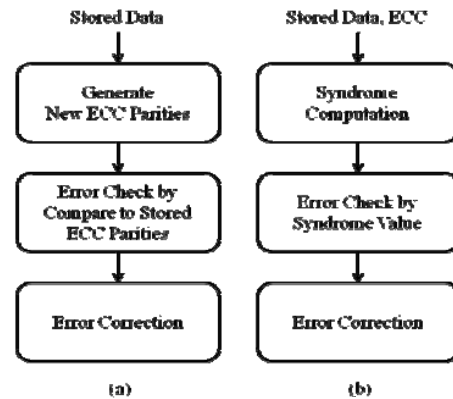 Stored Data
Generate
New ECC Parities
Error Check by
Compare to Stored
ECC Parities
Error Correction
(a)
Stored Data, ECC
Syndrome
Computation
Error Check by
Syndrome Value
Error Correction
(b)